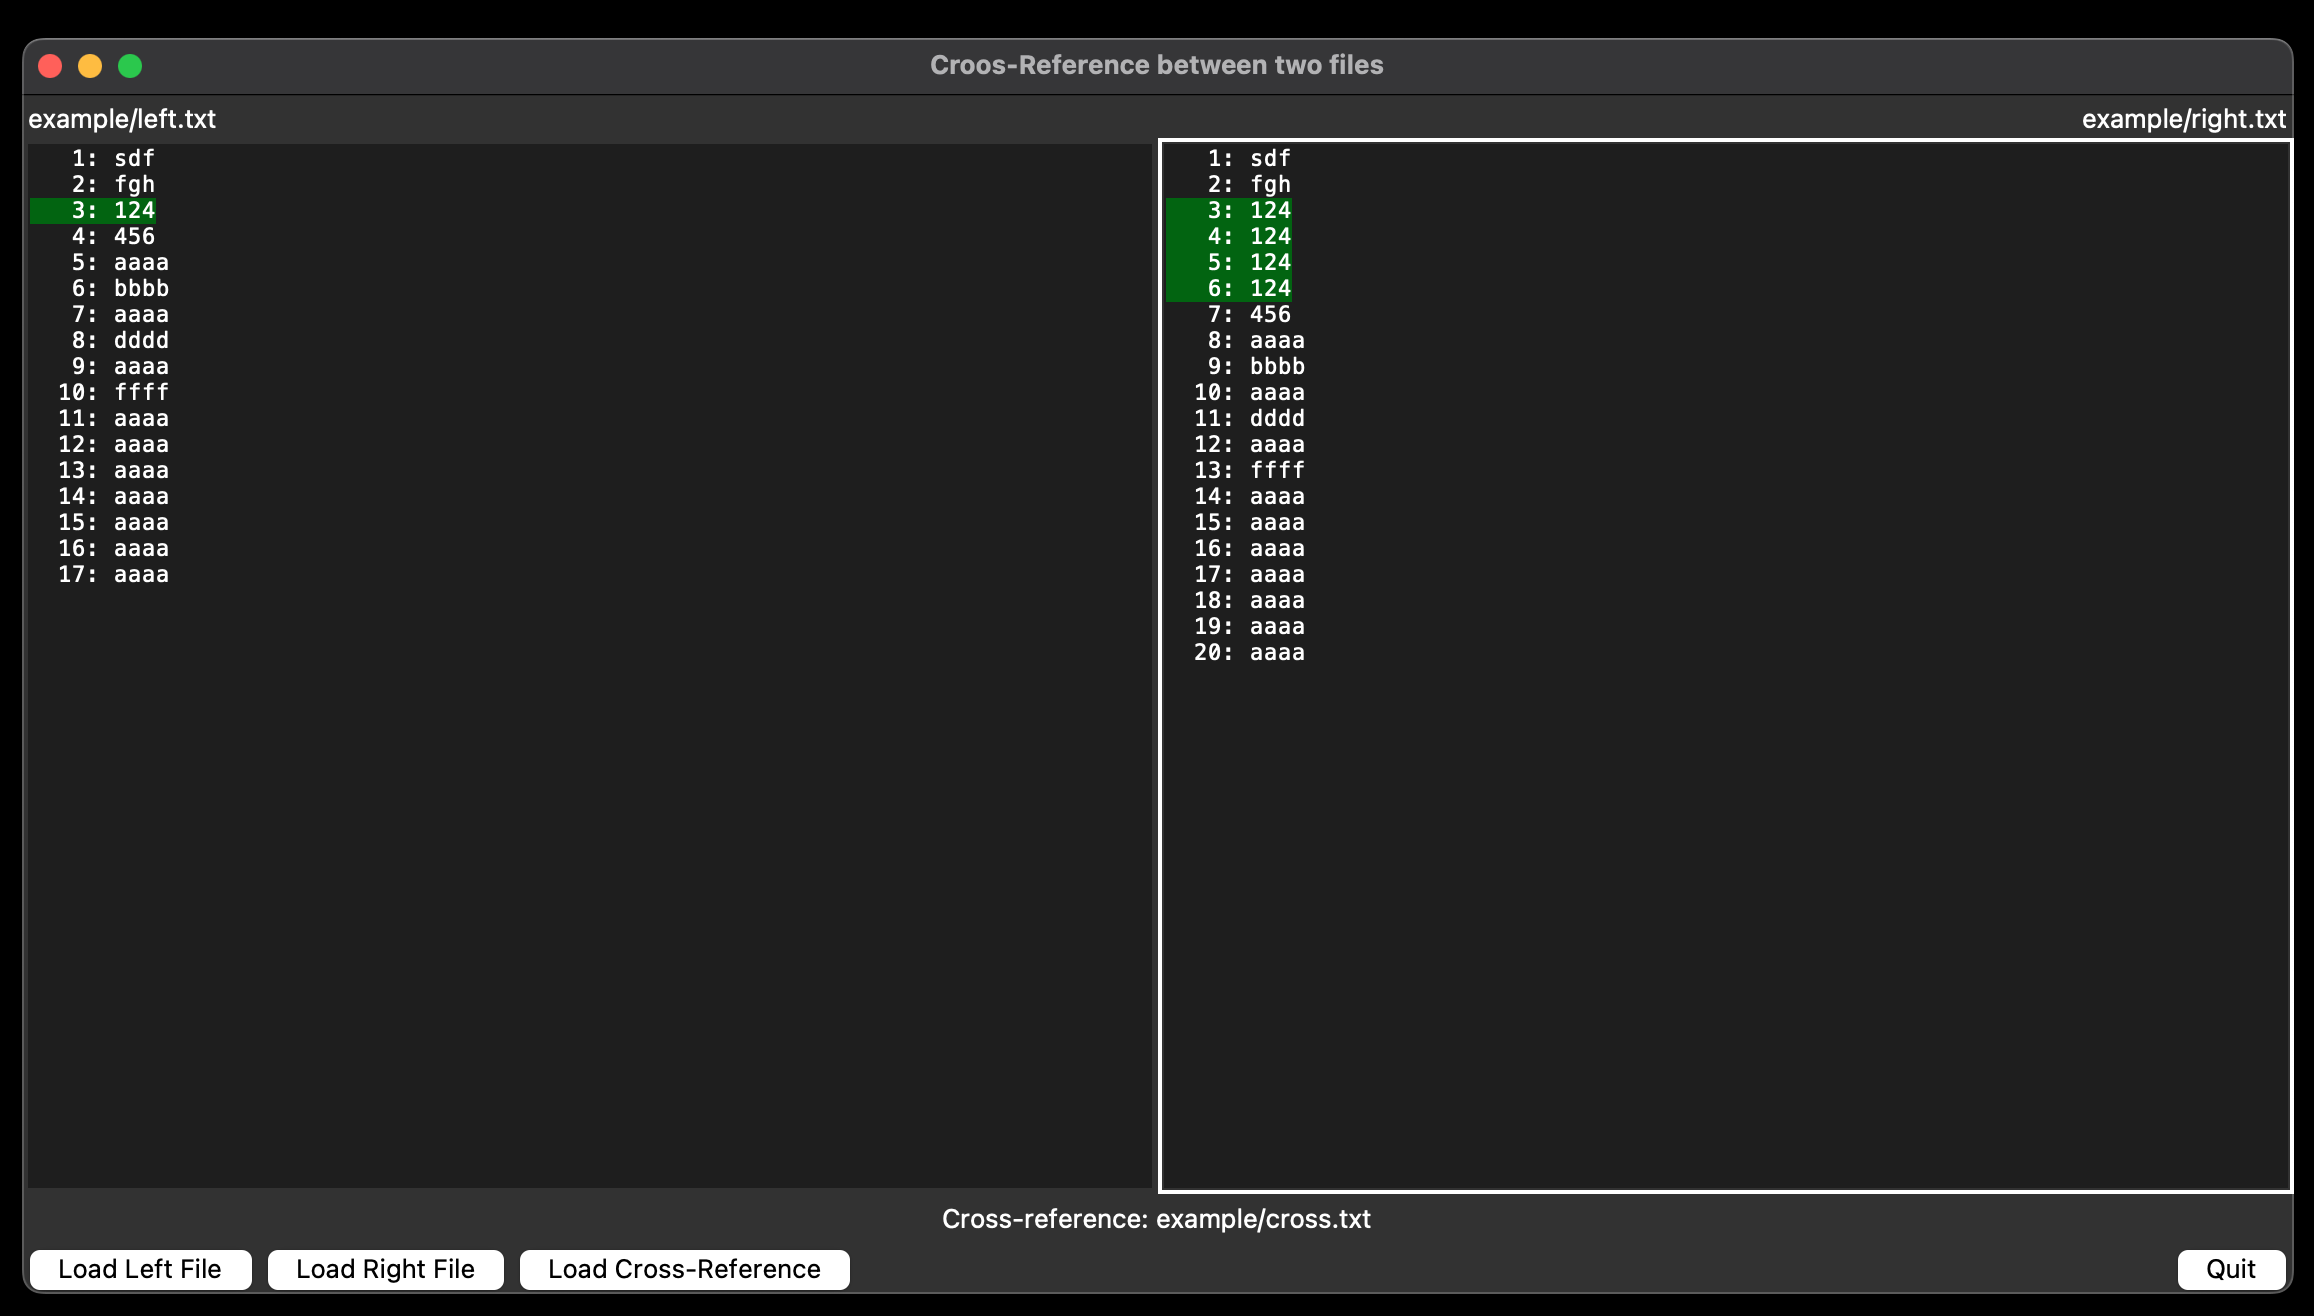 Croos-Reference between two files
example/left.txt
example/right.txt
1: sdf
2: fgh
3: 124
4: 456
5: aaaa
6: bbbb
7: aaaa
8: dddd
9: aaaa
10: ffff
11: aaaa
12: aaaa
13: aaaa
14: aaaa
15: aaaa
16: aaaa
17: aaaa
1: sdf
2: fgh
3: 124
4: 124
5: 124
6: 124
7: 456
8: aaaa
9: bbbb
10: aaaa
11: dddd
12: aaaa
13: ffff
14: aaaa
15: aaaa
16: aaaa
17: aaaa
18: aaaa
19: aaaa
20: aaaa
Cross-reference: example/cross.txt
Load Left File
Load Right File
Load Cross-Reference
Quit